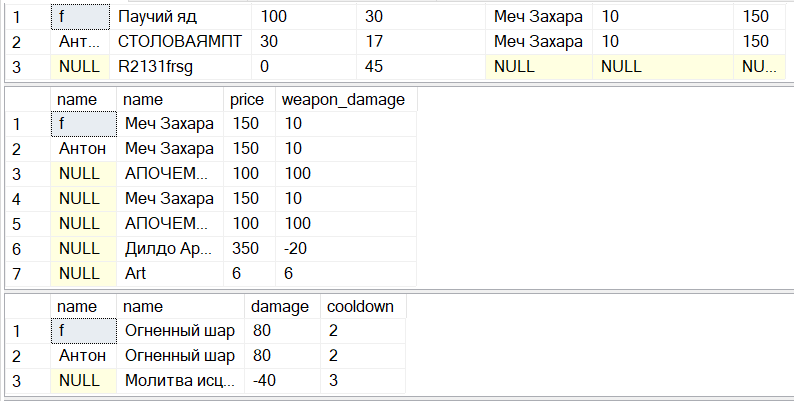 1 f Паучий яд 100 30 Меч Захара 10 150
2 Ант... СТОЛОВАЯМПТ 30 17 Меч Захара 10 150
3 NULL R2131frsg 0 45 NULL NULL NU...
name name price weapon_damage
1 f Меч Захара 150 10
2 Антон Меч Захара 150 10
3 NULL АПОЧЕМ... 100 100
4 NULL Меч Захара 150 10
5 NULL АПОЧЕМ... 100 100
6 NULL Дилдо Ар... 350 -20
7 NULL Art 6 6
name name damage cooldown
1 f Огненный шар 80 2
2 Антон Огненный шар 80 2
3 NULL Молитва исц... -40 3